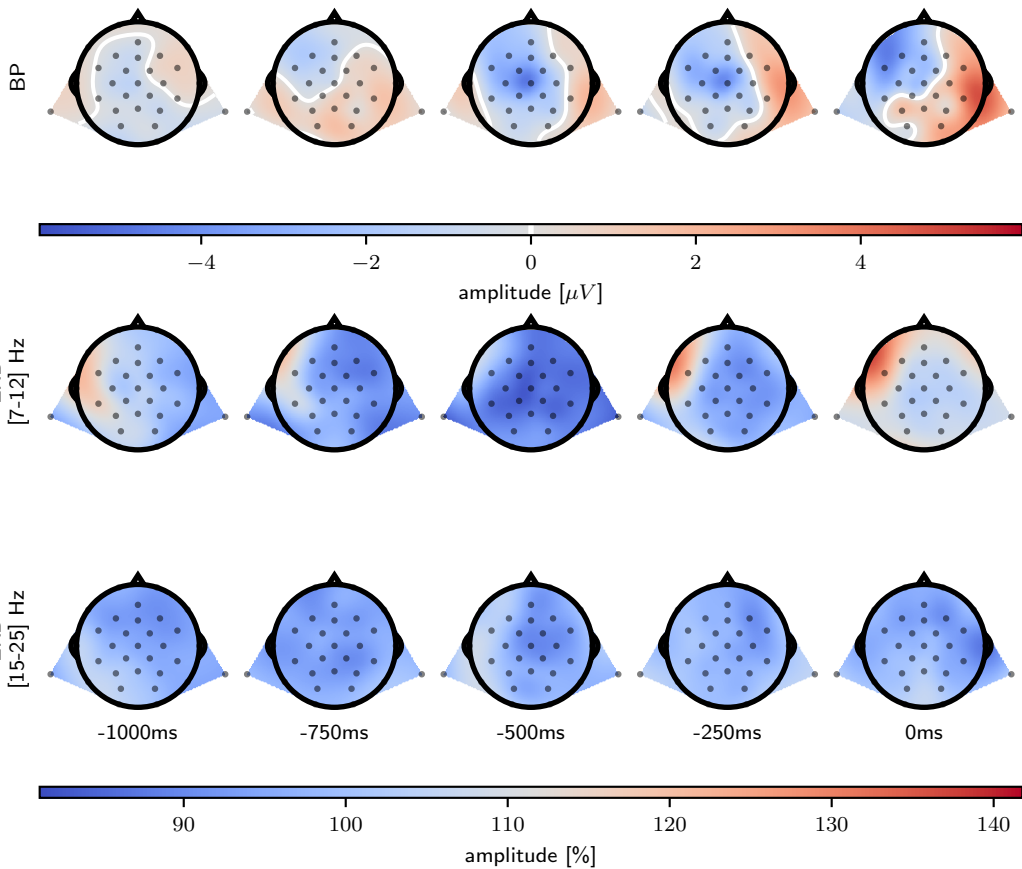 BP
−4 −2 0 2 4
amplitude [μV]
[7-12] Hz
[15-25] Hz
-1000ms -750ms -500ms -250ms 0ms
90 100 110 120 130 140
amplitude [%]